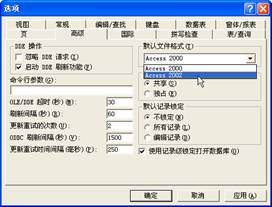 选项
视图 常规 编辑/查找 键盘 数据表 窗体/报表
页面 高级 国际 拼写检查 表/查询
DDE 操作
忽略 DDE 请求(I)
启动 DDE 刷新功能(P)
命令行参数(G):
OLE/DDE 超时(秒)(M): 30
刷新间隔(秒)(R): 60
更新重试的次数(N): 2
ODBC 刷新间隔(秒)(V): 1500
更新重试时间间隔(毫秒)(U): 250
默认文件格式(T)
Access 2000
Access 2000
Access 2002
共享(S)
独占(X)
默认记录锁定
不锁定(N)
所有记录(L)
编辑记录(D)
使用记录级锁定打开数据库(O)
确定 取消 应用(A)